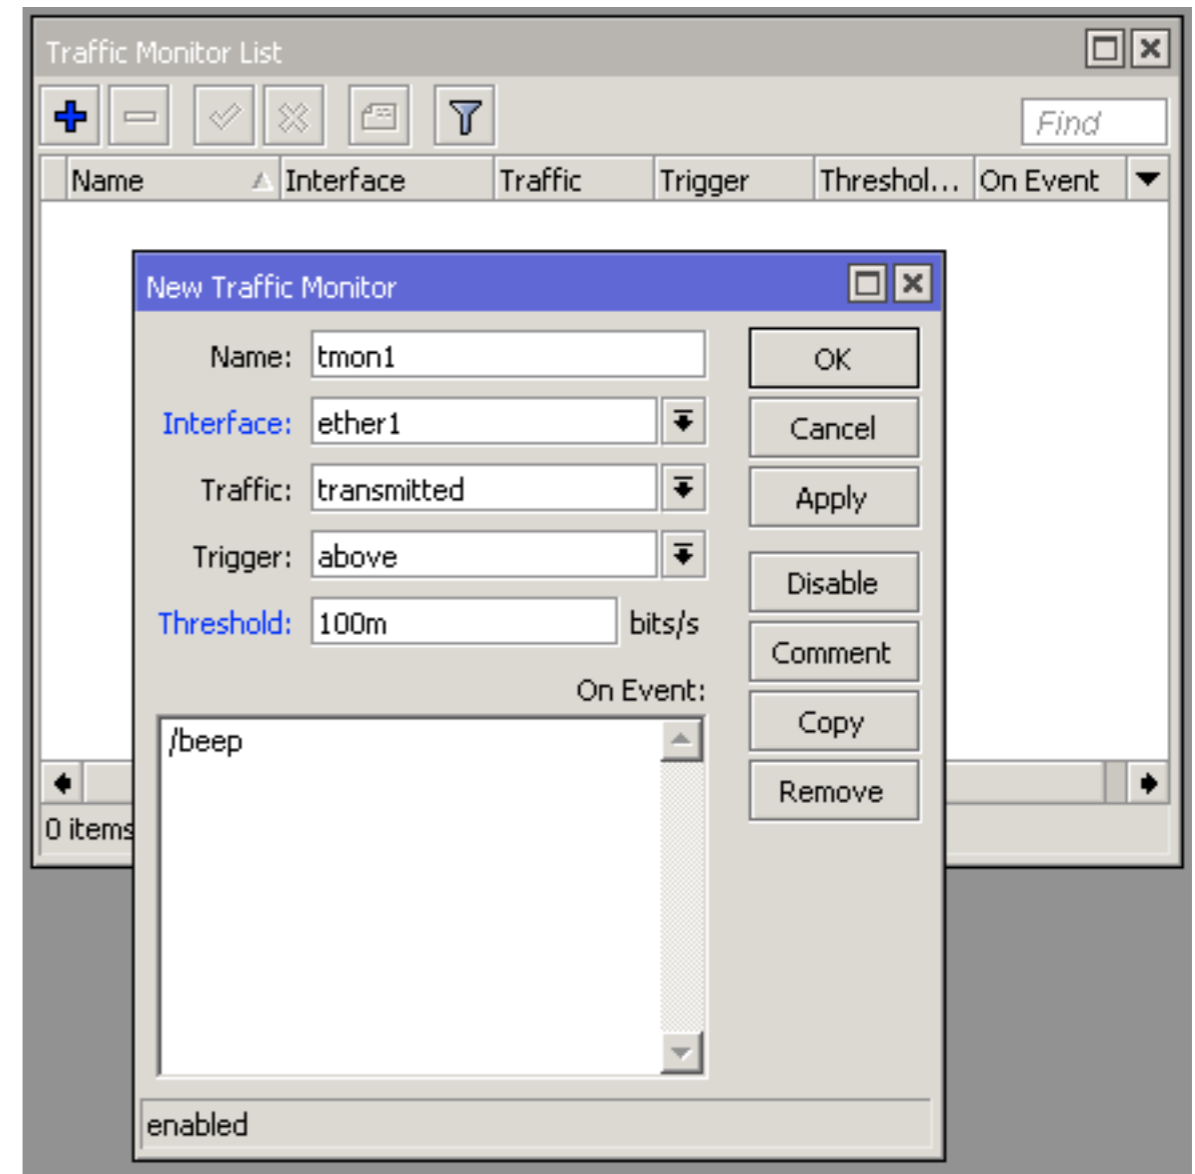 Traffic Monitor List
Find
Name Interface Traffic Trigger Threshol... On Event
New Traffic Monitor
Name: tmon1 OK
Interface: ether1 Cancel
Traffic: transmitted Apply
Trigger: above Disable
Threshold: 100m bits/s Comment
On Event:
/beep Copy
Remove
0 items
enabled